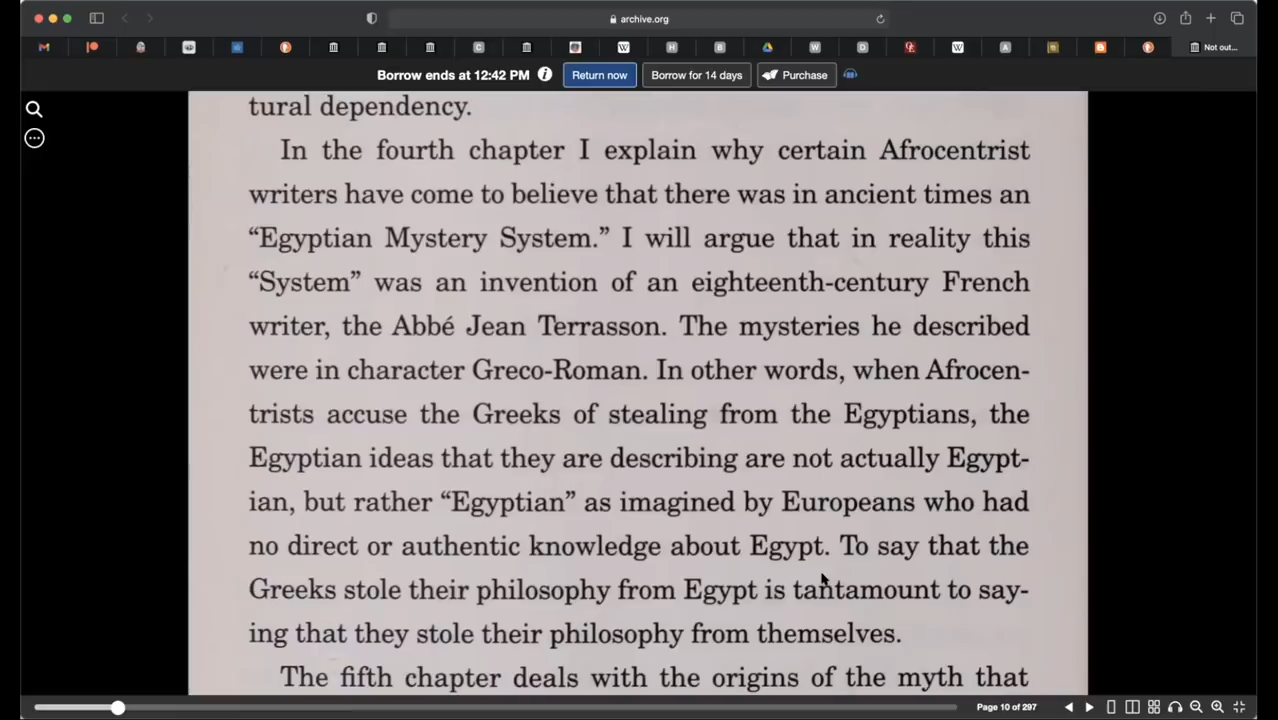 archive.org
Not out...
Borrow ends at 12:42 PM
Return now
Borrow for 14 days
Purchase
tural dependency.
In the fourth chapter I explain why certain Afrocentrist
writers have come to believe that there was in ancient times an
“Egyptian Mystery System.” I will argue that in reality this
“System” was an invention of an eighteenth-century French
writer, the Abbé Jean Terrasson. The mysteries he described
were in character Greco-Roman. In other words, when Afrocen-
trists accuse the Greeks of stealing from the Egyptians, the
Egyptian ideas that they are describing are not actually Egypt-
ian, but rather “Egyptian” as imagined by Europeans who had
no direct or authentic knowledge about Egypt. To say that the
Greeks stole their philosophy from Egypt is tantamount to say-
ing that they stole their philosophy from themselves.
The fifth chapter deals with the origins of the myth that
Page 10 of 297